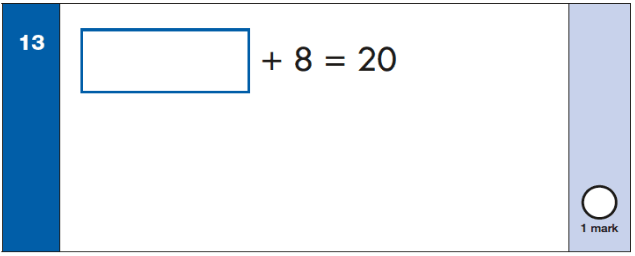 13
+ 8 = 20
1 mark